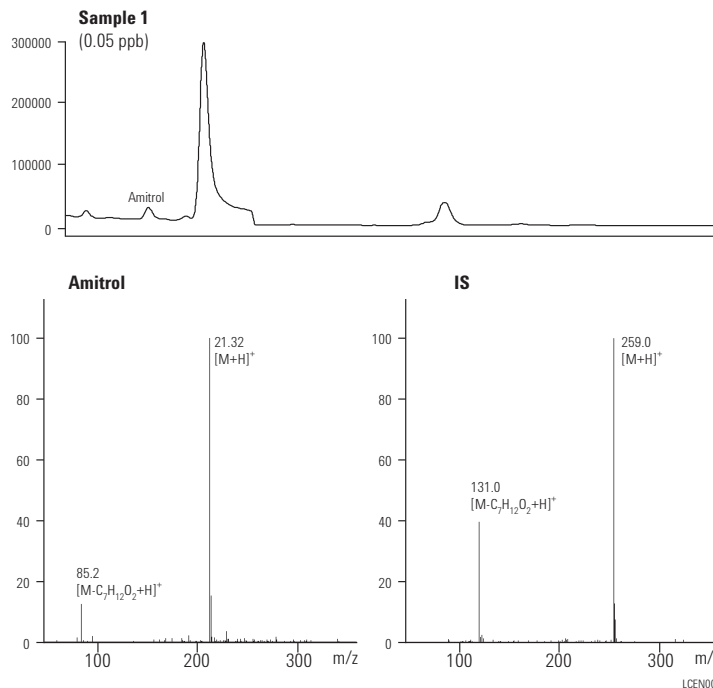 Sample 1
(0.05 ppb)
300000
200000
100000
0
Amitrol
Amitrol
100
80
60
40
20
0
21.32
[M+H]⁺
85.2
[M-C₇H₁₂O₂+H]⁺
100 200 300 m/z
IS
100
80
60
40
20
0
259.0
[M+H]⁺
131.0
[M-C₇H₁₂O₂+H]⁺
100 200 300